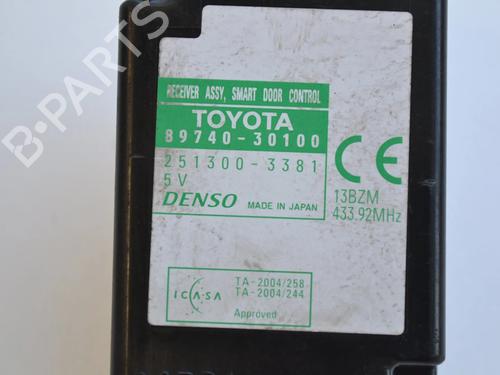 RECEIVER ASSY, SMART DOOR CONTROL
TOYOTA
89740-30100
251300-3381
5V
DENSO MADE IN JAPAN
CE
13BZM
433.92MHz
ICASA
TA-2004/258
TA-2004/244
Approved
B-Parts